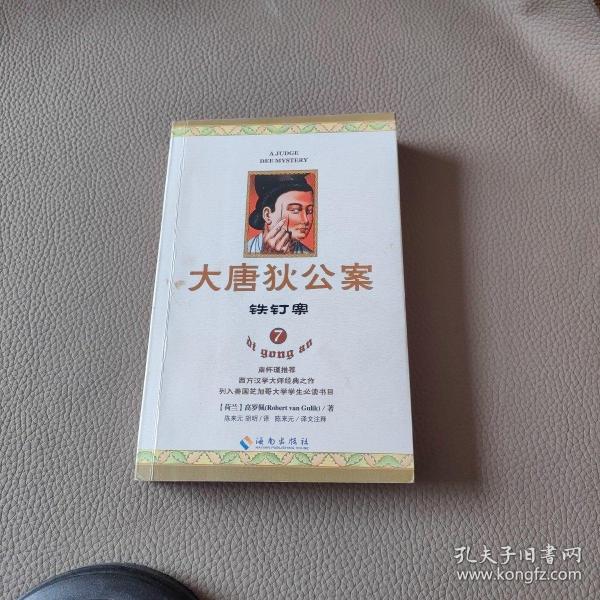 A JUDGE
DEE MYSTERY
大唐狄公案
铁钉案
7
di gong an
南怀瑾推荐
西方汉学大师经典之作
列入美国芝加哥大学学生必读书目
【荷兰】高罗佩(Robert van Gulik) / 著
陈来元 胡明 / 译 陈来元 / 译文注释
海南出版社
HAINAN PUBLISHING HOUSE
孔夫子旧书网
www.kongfz.com